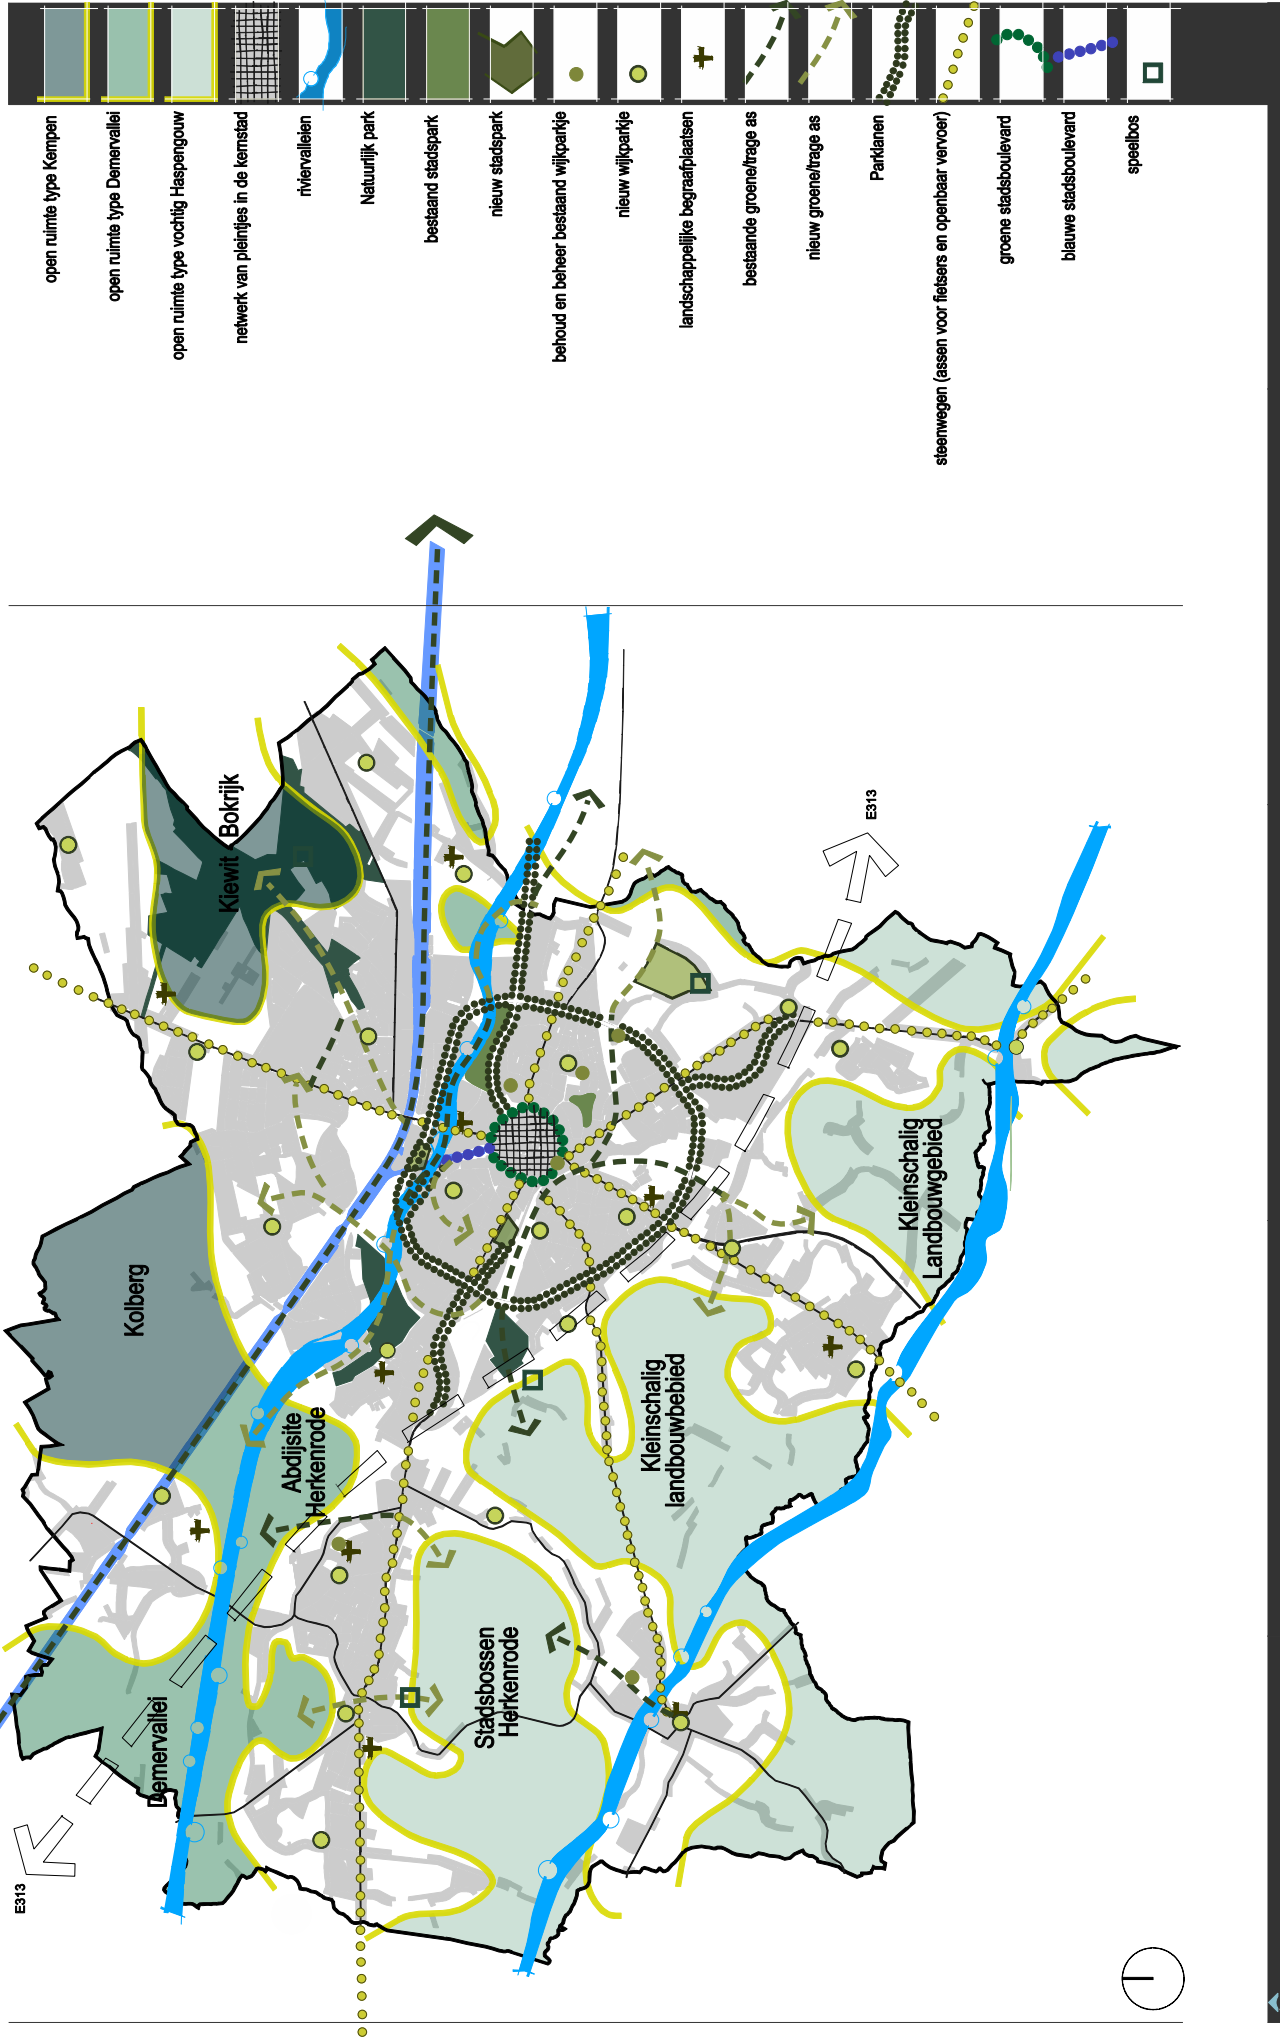 open ruimte type Kempen
open ruimte type Demervallei
open ruimte type vochtig Haspengouw
netwerk van pleintjes in de kernstad
riviervalleien
Natuurlijk park
bestaand stadspark
nieuw stadspark
behoud en beheer bestaand wijkparkje
nieuw wijkparkje
landschappelijke begraafplaatsen
bestaande groene/trage as
nieuw groene/trage as
Parklanen
steenwegen (assen voor fietsers en openbaar vervoer)
groene stadsboulevard
blauwe stadsboulevard
speelbos
Kiewit Bokrijk
E313
Kolberg
Kleinschalig
Landbouwgebied
Kleinschalig
landbouwbebied
Abdijsite
Herkenrode
Stadsbossen
Herkenrode
Demervallei
E313